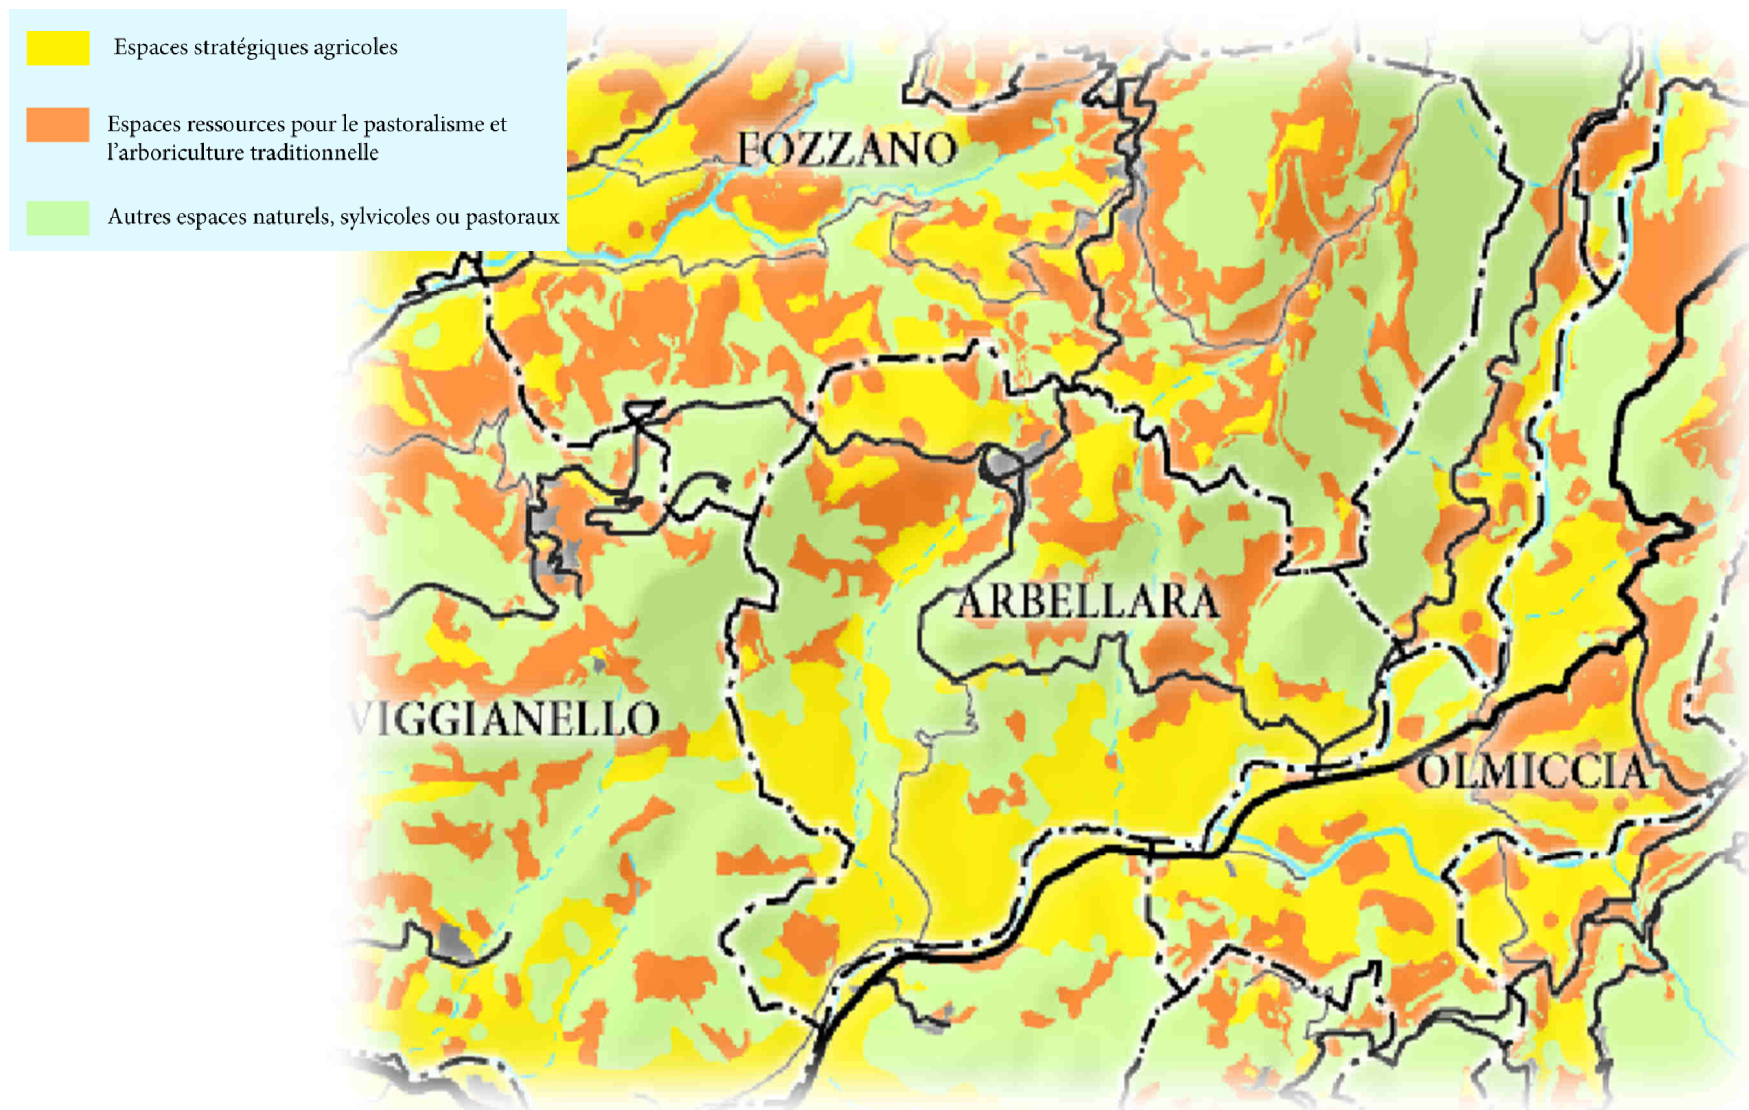 Espaces stratégiques agricoles
Espaces ressources pour le pastoralisme et
l'arboriculture traditionnelle
Autres espaces naturels, sylvicoles ou pastoraux
FOZZANO
ARBELLARA
VIGGIANELLO
OLMICCIA